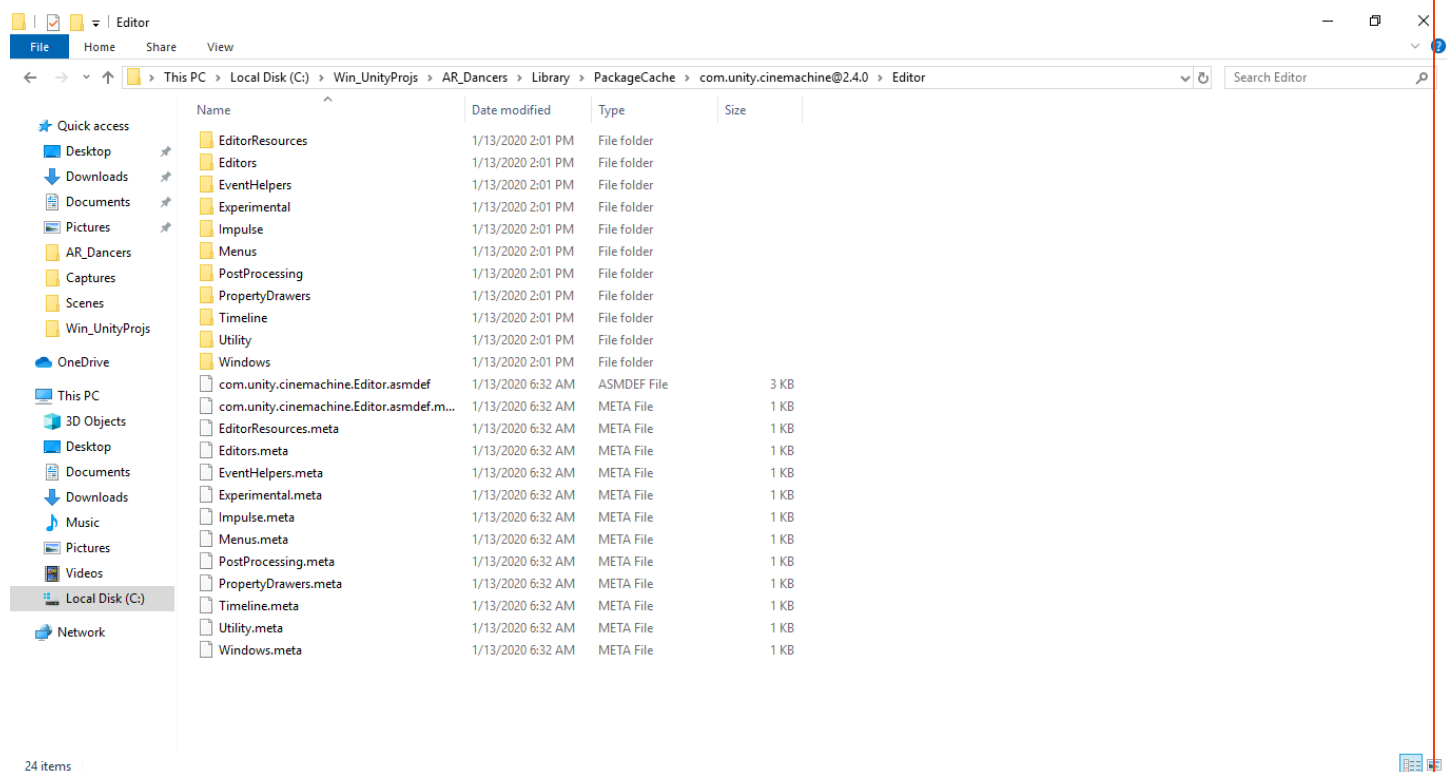 Editor
File Home Share View
This PC > Local Disk (C:) > Win_UnityProjs > AR_Dancers > Library > PackageCache > com.unity.cinemachine@2.4.0 > Editor Search Editor
Name Date modified Type Size
Quick access
Desktop
Downloads
Documents
Pictures
AR_Dancers
Captures
Scenes
Win_UnityProjs
OneDrive
This PC
3D Objects
Desktop
Documents
Downloads
Music
Pictures
Videos
Local Disk (C:)
Network
EditorResources 1/13/2020 2:01 PM File folder
Editors 1/13/2020 2:01 PM File folder
EventHelpers 1/13/2020 2:01 PM File folder
Experimental 1/13/2020 2:01 PM File folder
Impulse 1/13/2020 2:01 PM File folder
Menus 1/13/2020 2:01 PM File folder
PostProcessing 1/13/2020 2:01 PM File folder
PropertyDrawers 1/13/2020 2:01 PM File folder
Timeline 1/13/2020 2:01 PM File folder
Utility 1/13/2020 2:01 PM File folder
Windows 1/13/2020 2:01 PM File folder
com.unity.cinemachine.Editor.asmdef 1/13/2020 6:32 AM ASMDEF File 3 KB
com.unity.cinemachine.Editor.asmdef.m... 1/13/2020 6:32 AM META File 1 KB
EditorResources.meta 1/13/2020 6:32 AM META File 1 KB
Editors.meta 1/13/2020 6:32 AM META File 1 KB
EventHelpers.meta 1/13/2020 6:32 AM META File 1 KB
Experimental.meta 1/13/2020 6:32 AM META File 1 KB
Impulse.meta 1/13/2020 6:32 AM META File 1 KB
Menus.meta 1/13/2020 6:32 AM META File 1 KB
PostProcessing.meta 1/13/2020 6:32 AM META File 1 KB
PropertyDrawers.meta 1/13/2020 6:32 AM META File 1 KB
Timeline.meta 1/13/2020 6:32 AM META File 1 KB
Utility.meta 1/13/2020 6:32 AM META File 1 KB
Windows.meta 1/13/2020 6:32 AM META File 1 KB
24 items